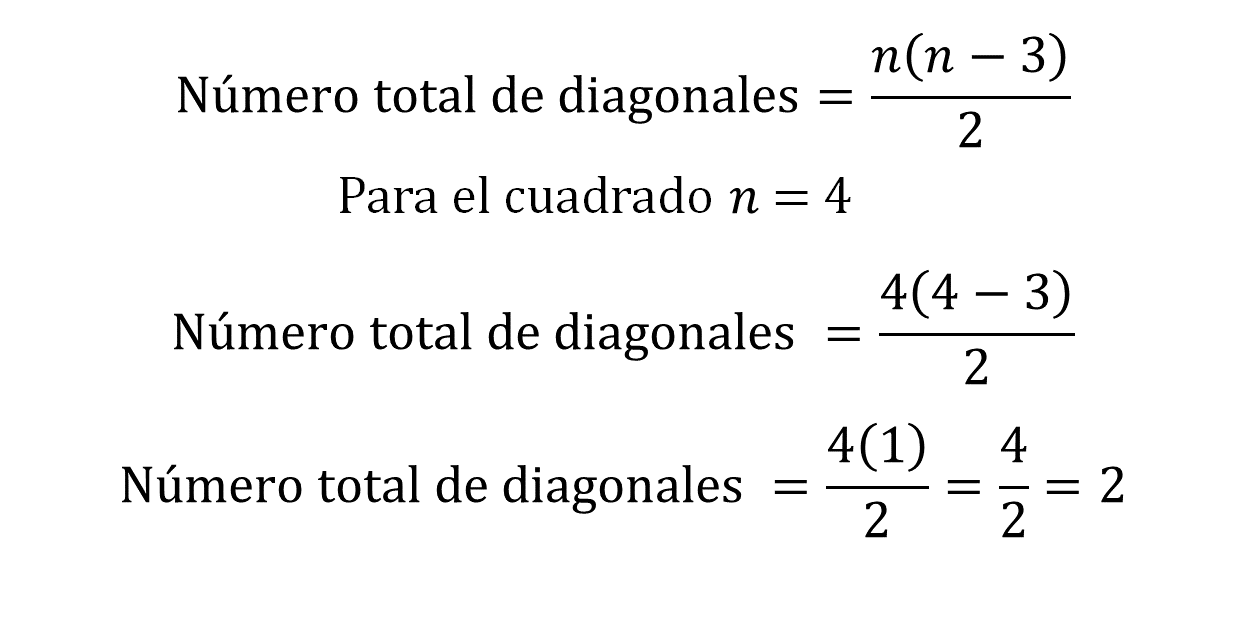 Número total de diagonales = n(n − 3)/2
Para el cuadrado n = 4
Número total de diagonales = 4(4 − 3)/2
Número total de diagonales = 4(1)/2 = 4/2 = 2